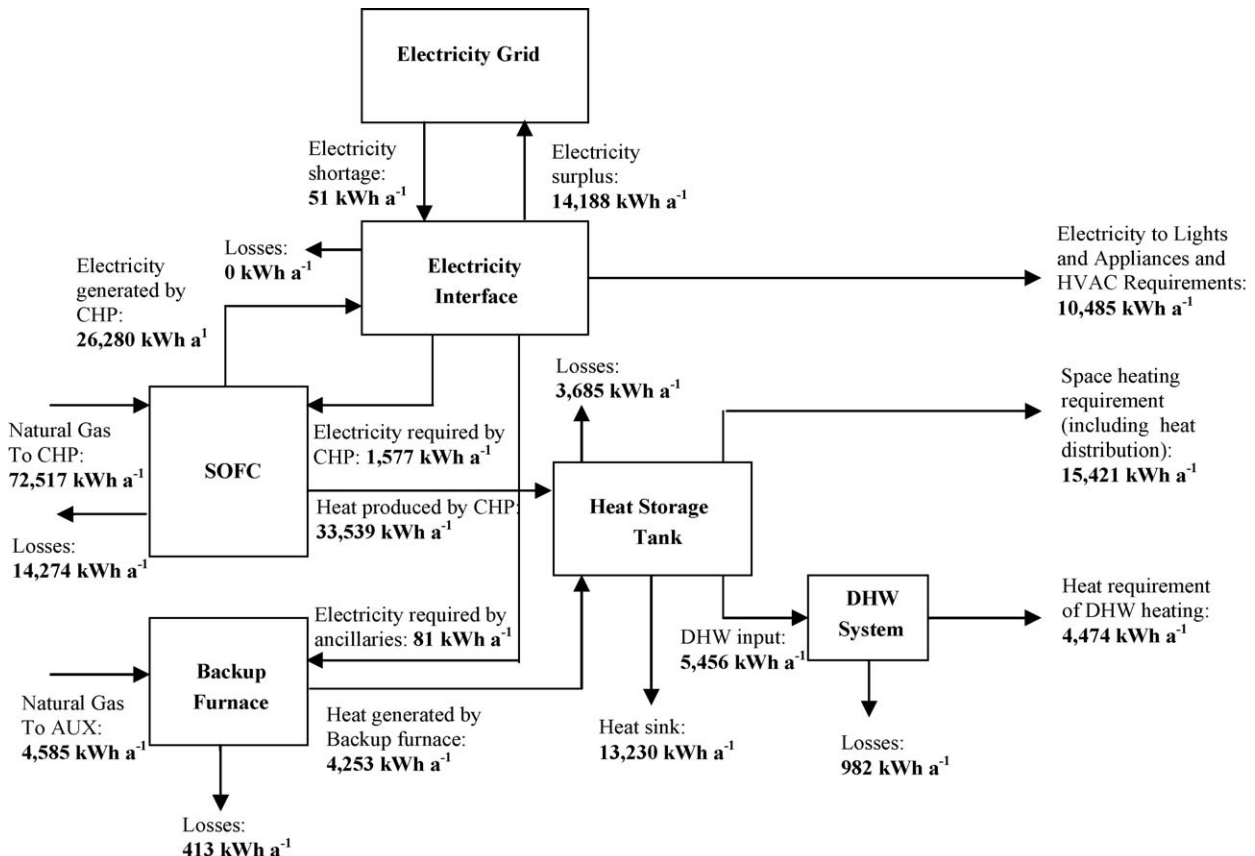 Electricity Grid
Electricity
shortage:
51 kWh a⁻¹
Electricity
surplus:
14,188 kWh a⁻¹
Losses:
0 kWh a⁻¹
Electricity
Interface
Electricity to Lights
and Appliances and
HVAC Requirements:
10,485 kWh a⁻¹
Electricity
generated by
CHP:
26,280 kWh a¹
Losses:
3,685 kWh a⁻¹
Space heating
requirement
(including heat
distribution):
15,421 kWh a⁻¹
Natural Gas
To CHP:
72,517 kWh a⁻¹
SOFC
Electricity required by
CHP: 1,577 kWh a⁻¹
Heat produced by CHP:
33,539 kWh a⁻¹
Heat Storage
Tank
Losses:
14,274 kWh a⁻¹
Electricity required by
ancillaries: 81 kWh a⁻¹
DHW input:
5,456 kWh a⁻¹
DHW
System
Heat requirement
of DHW heating:
4,474 kWh a⁻¹
Natural Gas
To AUX:
4,585 kWh a⁻¹
Backup
Furnace
Heat generated by
Backup furnace:
4,253 kWh a⁻¹
Heat sink:
13,230 kWh a⁻¹
Losses:
982 kWh a⁻¹
Losses:
413 kWh a⁻¹